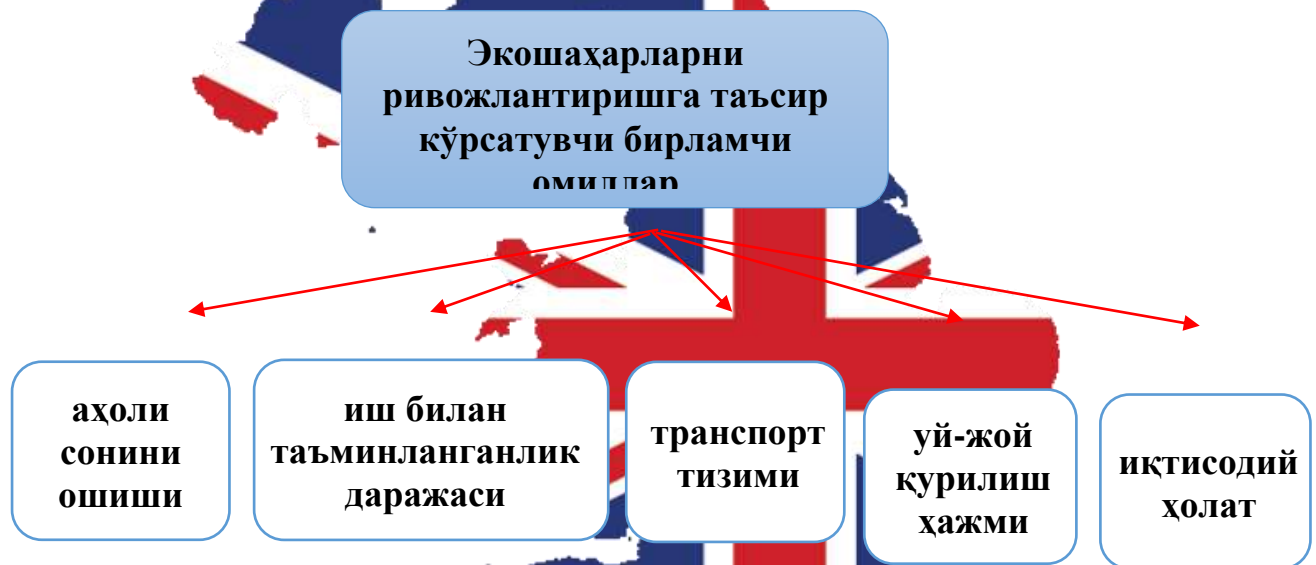 Экошаҳарларни
ривожлантиришга таъсир
кўрсатувчи бирламчи
омиллар
аҳоли
сонини
ошиши
иш билан
таъминланганлик
даражаси
транспорт
тизими
уй-жой
қурилиш
ҳажми
иқтисодий
ҳолат